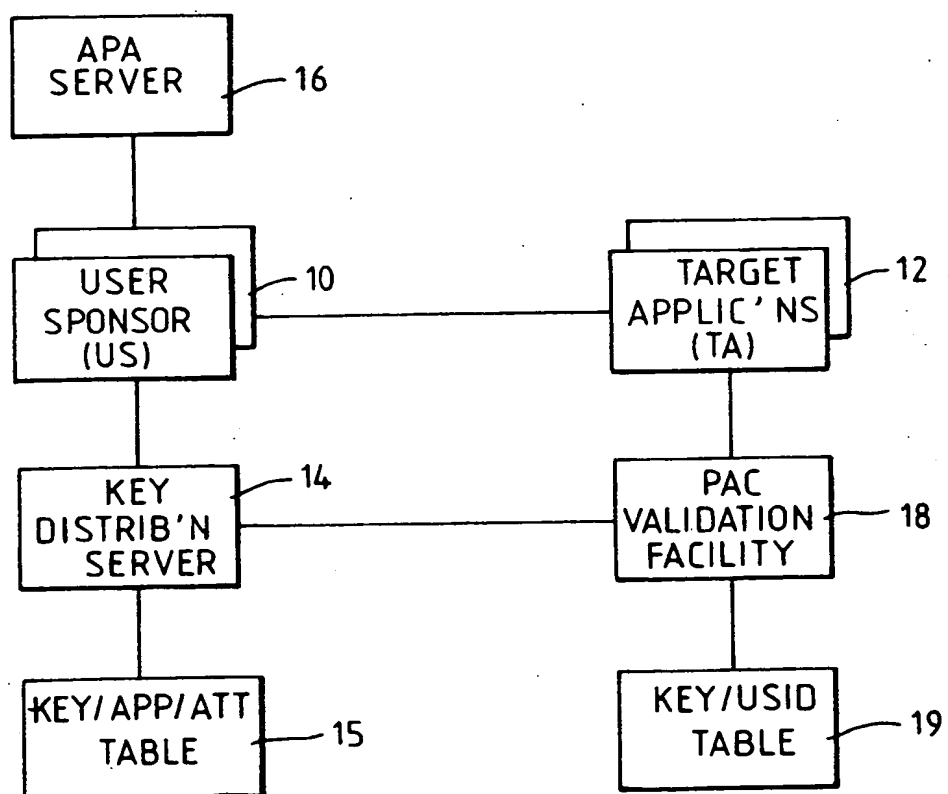 APA
SERVER
16
USER
SPONSOR
(US)
10
TARGET
APPLIC'NS
(TA)
12
KEY
DISTRIB'N
SERVER
14
PAC
VALIDATION
FACILITY
18
KEY/APP/ATT
TABLE
15
KEY/USID
TABLE
19